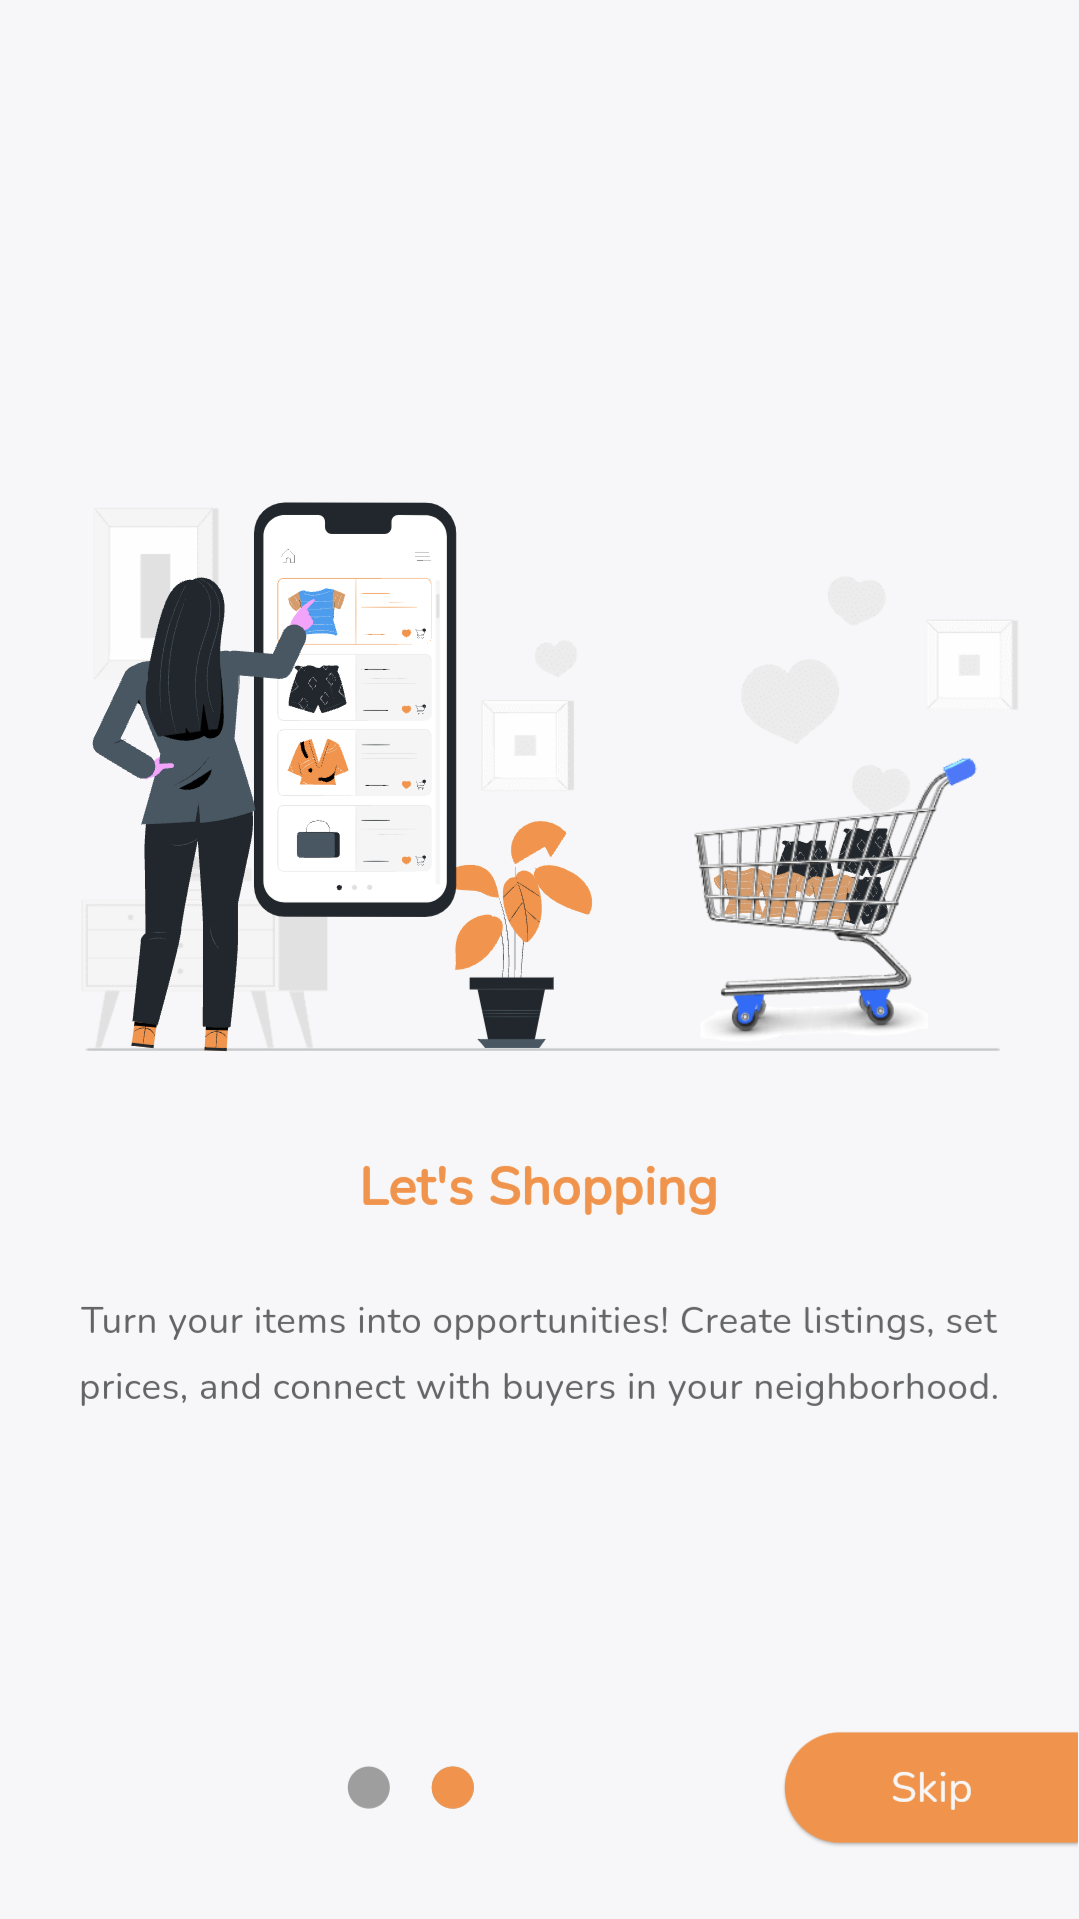 Let's Shopping
Turn your items into opportunities! Create listings, set
prices, and connect with buyers in your neighborhood.
Skip